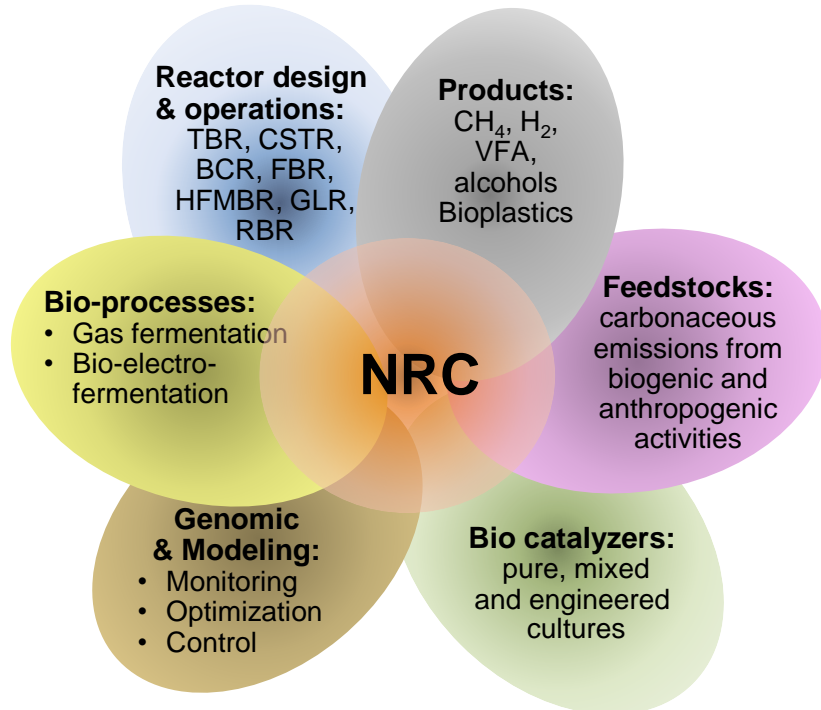 Reactor design
& operations:
TBR, CSTR,
BCR, FBR,
HFMBR, GLR,
RBR
Products:
CH₄, H₂,
VFA,
alcohols
Bioplastics
Bio-processes:
• Gas fermentation
• Bio-electro-
fermentation
NRC
Feedstocks:
carbonaceous
emissions from
biogenic and
anthropogenic
activities
Genomic
& Modeling:
• Monitoring
• Optimization
• Control
Bio catalyzers:
pure, mixed
and engineered
cultures